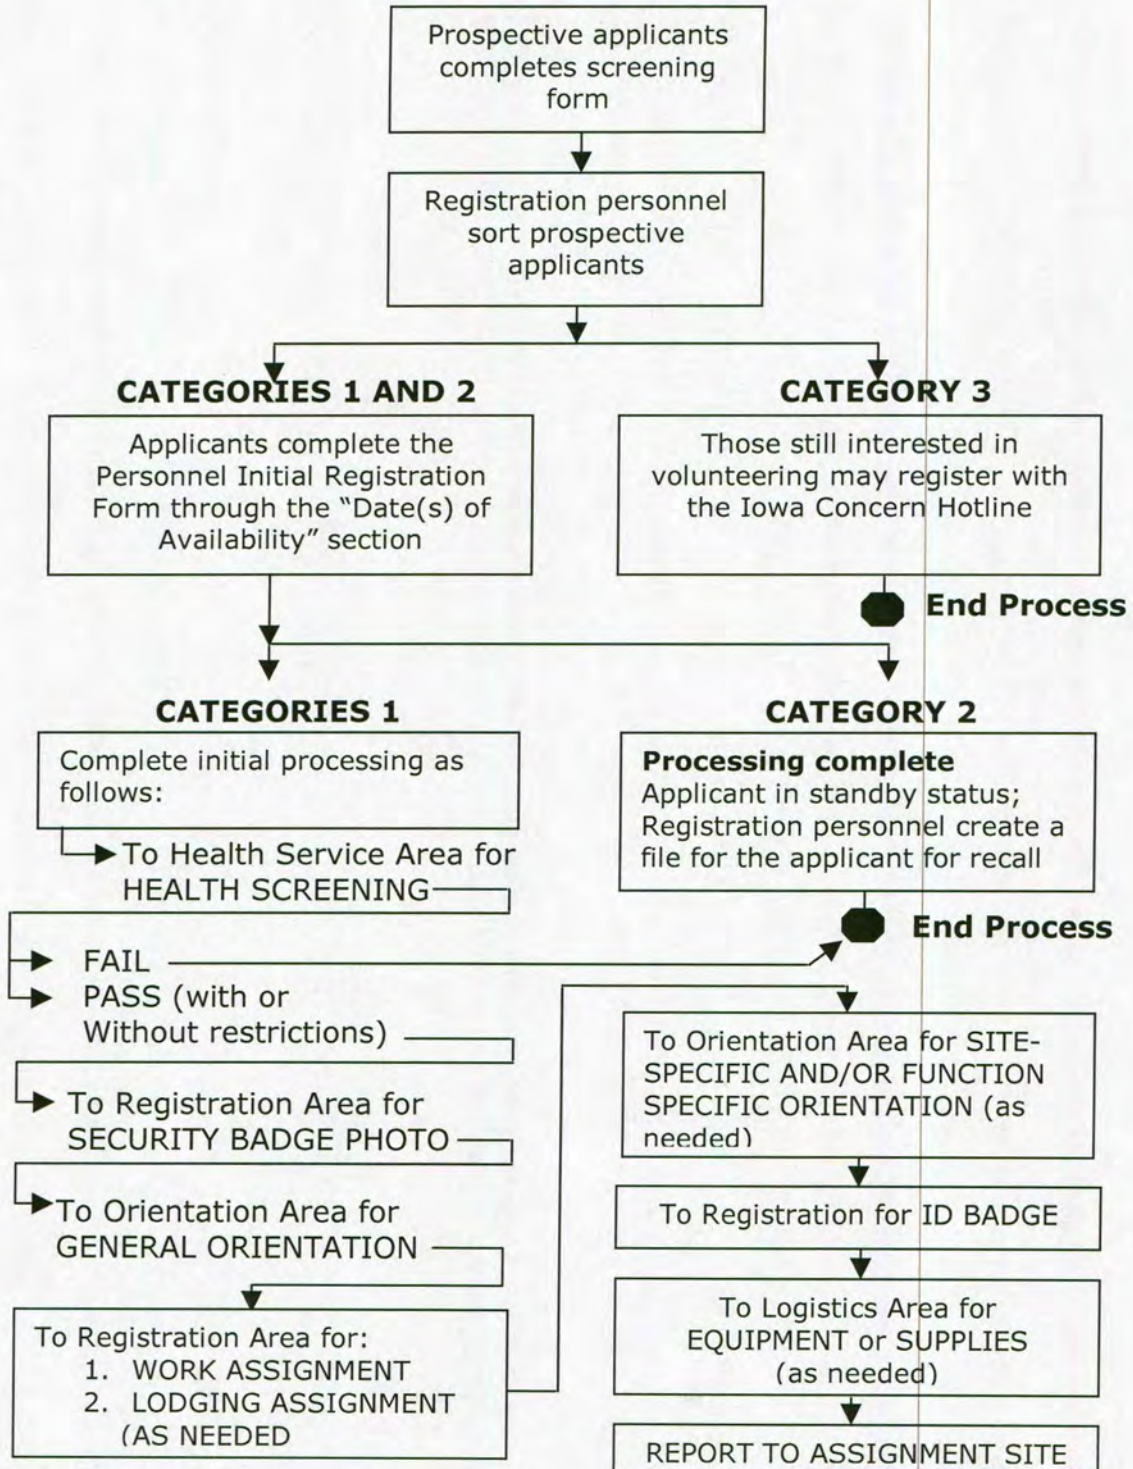 Prospective applicants
completes screening
form
Registration personnel
sort prospective
applicants
CATEGORIES 1 AND 2
Applicants complete the
Personnel Initial Registration
Form through the “Date(s) of
Availability” section
CATEGORY 3
Those still interested in
volunteering may register with
the Iowa Concern Hotline
End Process
CATEGORIES 1
Complete initial processing as
follows:
To Health Service Area for
HEALTH SCREENING
FAIL
PASS (with or
Without restrictions)
To Registration Area for
SECURITY BADGE PHOTO
To Orientation Area for
GENERAL ORIENTATION
To Registration Area for:
1. WORK ASSIGNMENT
2. LODGING ASSIGNMENT
(AS NEEDED
CATEGORY 2
Processing complete
Applicant in standby status;
Registration personnel create a
file for the applicant for recall
End Process
To Orientation Area for SITE-
SPECIFIC AND/OR FUNCTION
SPECIFIC ORIENTATION (as
needed)
To Registration for ID BADGE
To Logistics Area for
EQUIPMENT or SUPPLIES
(as needed)
REPORT TO ASSIGNMENT SITE